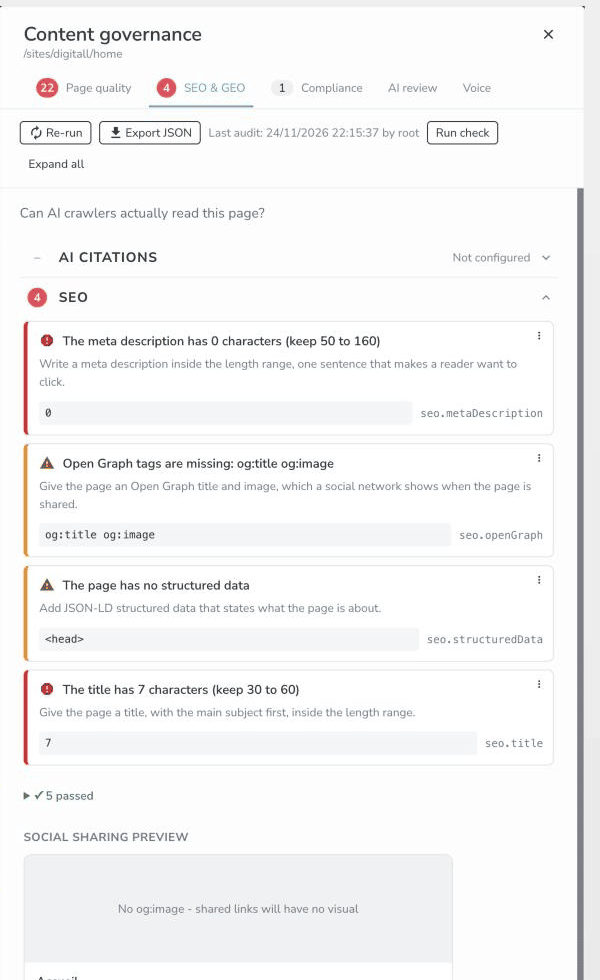 Content governance
/sites/digitall/home
22 Page quality 4 SEO & GEO 1 Compliance AI review Voice
Re-run Export JSON Last audit: 24/11/2026 22:15:37 by root Run check
Expand all
Can AI crawlers actually read this page?
– AI CITATIONS Not configured
4 SEO
The meta description has 0 characters (keep 50 to 160)
Write a meta description inside the length range, one sentence that makes a reader want to
click.
0 seo.metaDescription
Open Graph tags are missing: og:title og:image
Give the page an Open Graph title and image, which a social network shows when the page is
shared.
og:title og:image seo.openGraph
The page has no structured data
Add JSON-LD structured data that states what the page is about.
<head> seo.structuredData
The title has 7 characters (keep 30 to 60)
Give the page a title, with the main subject first, inside the length range.
7 seo.title
✓ 5 passed
SOCIAL SHARING PREVIEW
No og:image - shared links will have no visual